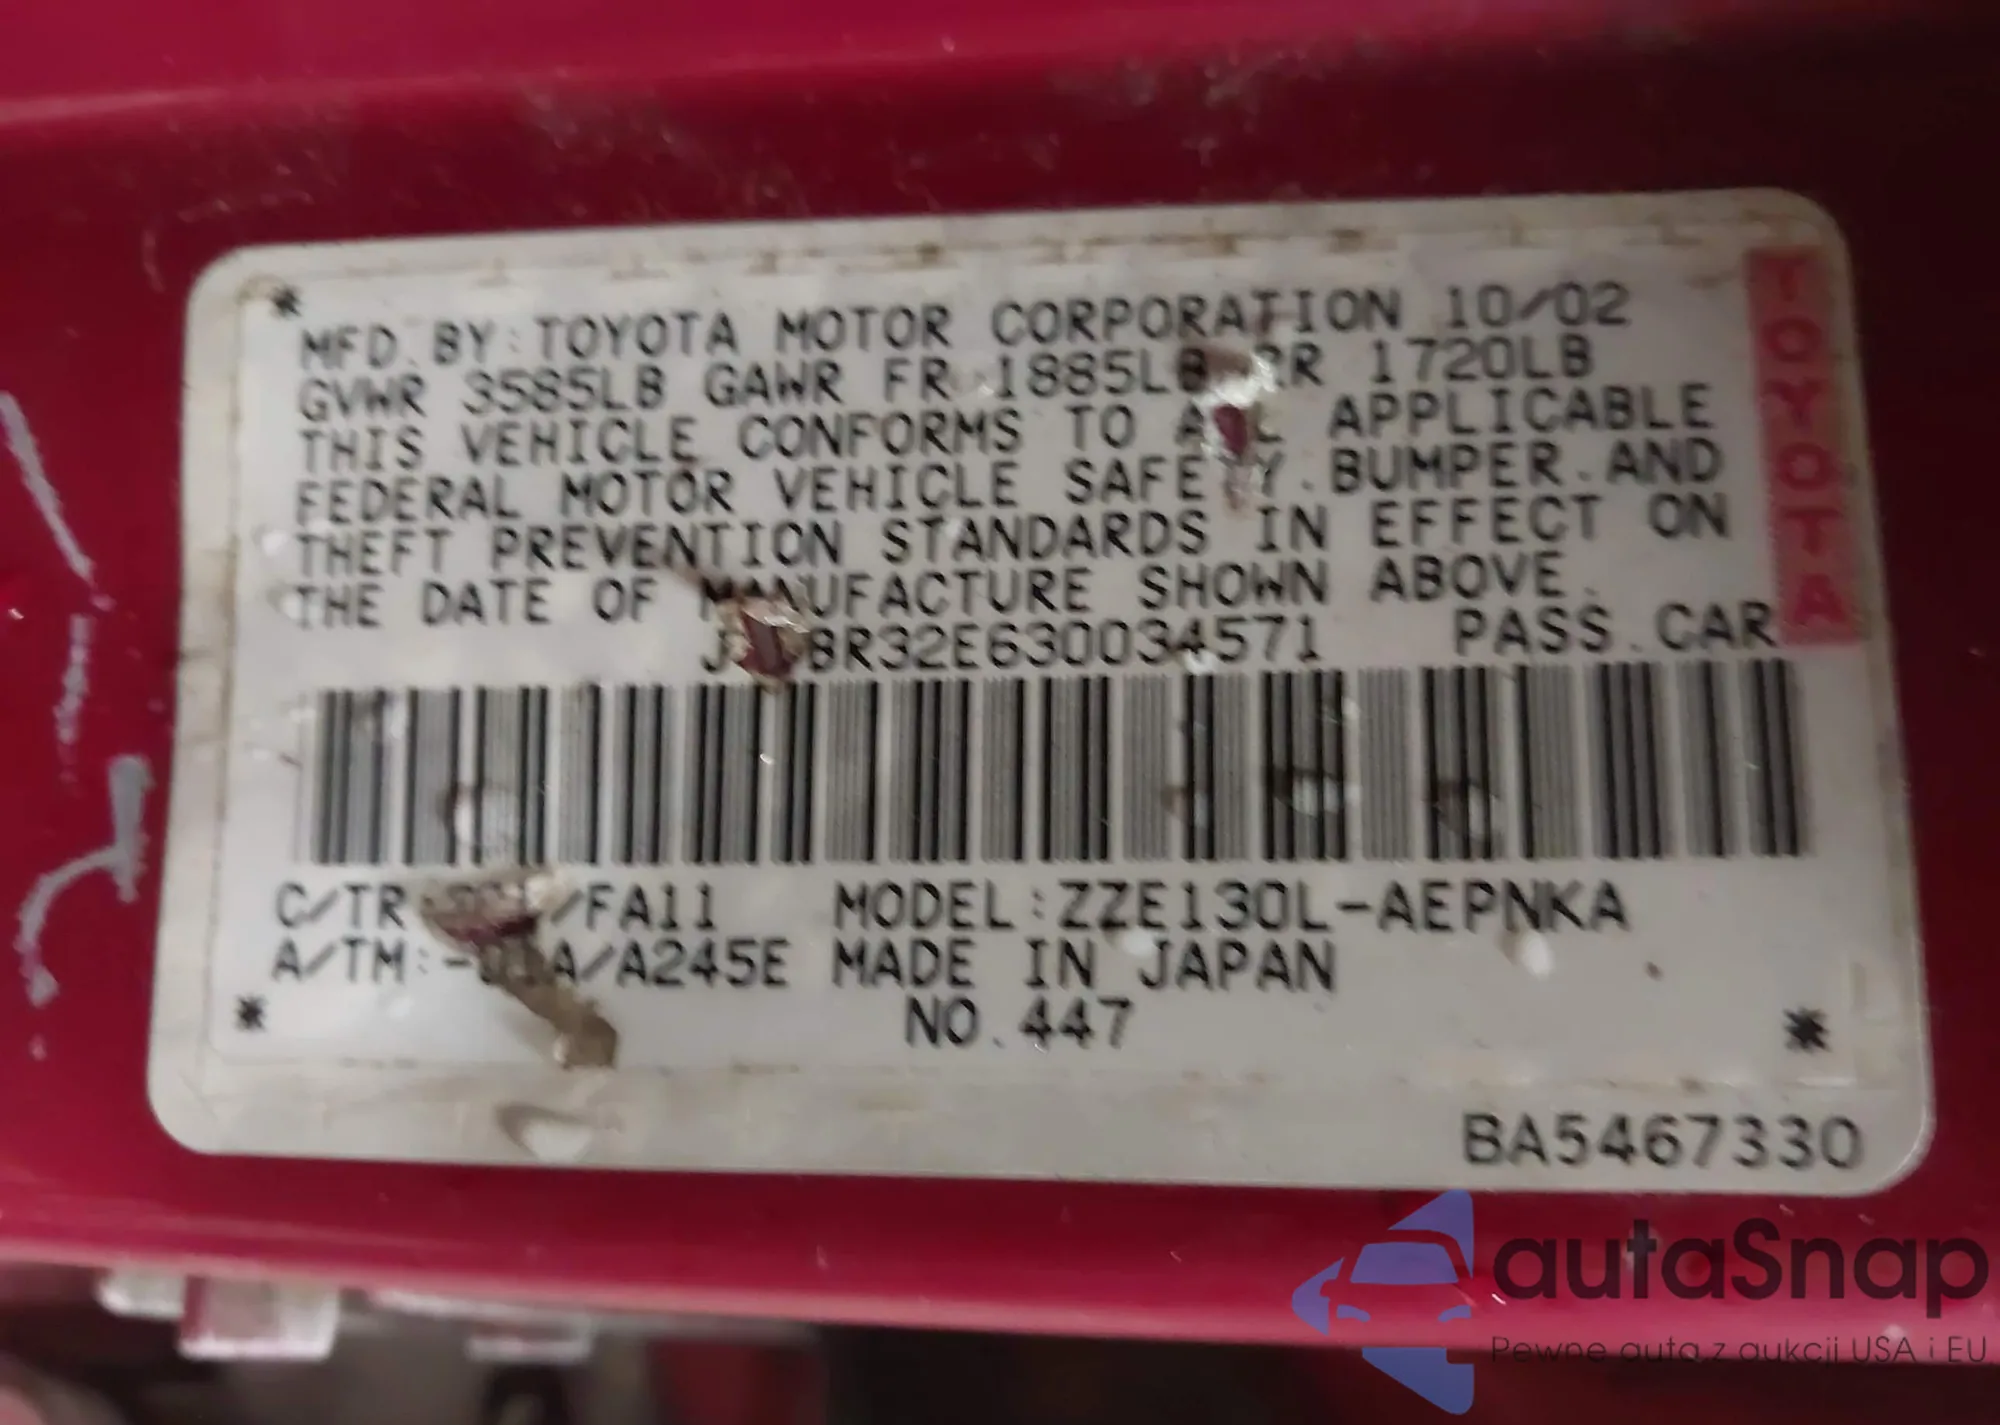 *
MFD. BY: TOYOTA MOTOR CORPORATION 10/02
GVWR 3585LB GAWR FR 1885LB RR 1720LB
THIS VEHICLE CONFORMS TO ALL APPLICABLE
FEDERAL MOTOR VEHICLE SAFETY, BUMPER, AND
THEFT PREVENTION STANDARDS IN EFFECT ON
THE DATE OF MANUFACTURE SHOWN ABOVE.
PASS. CAR
TOYOTA
C/TR /FA11 MODEL: ZZE130L-AEPNKA
A/TM: -01A/A245E MADE IN JAPAN
* NO. 447 *
BA5467330
autaSnap
Pewne auta z aukcji USA i EU